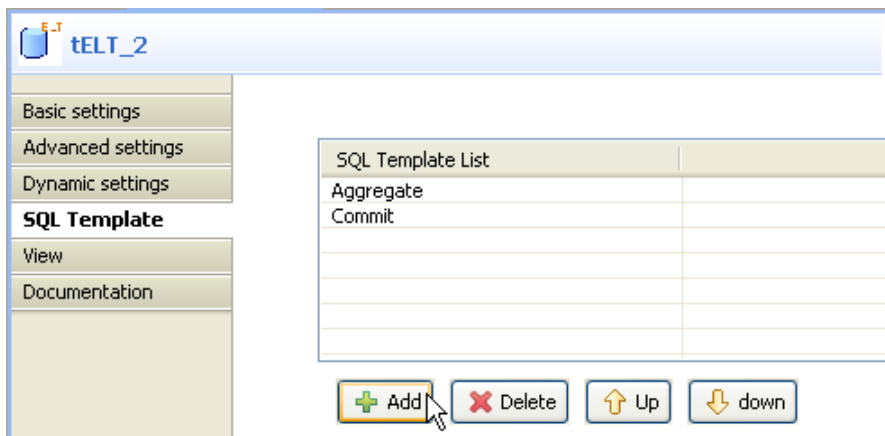 E_T
tELT_2
Basic settings
Advanced settings
Dynamic settings
SQL Template
View
Documentation
SQL Template List
Aggregate
Commit
Add
Delete
Up
down